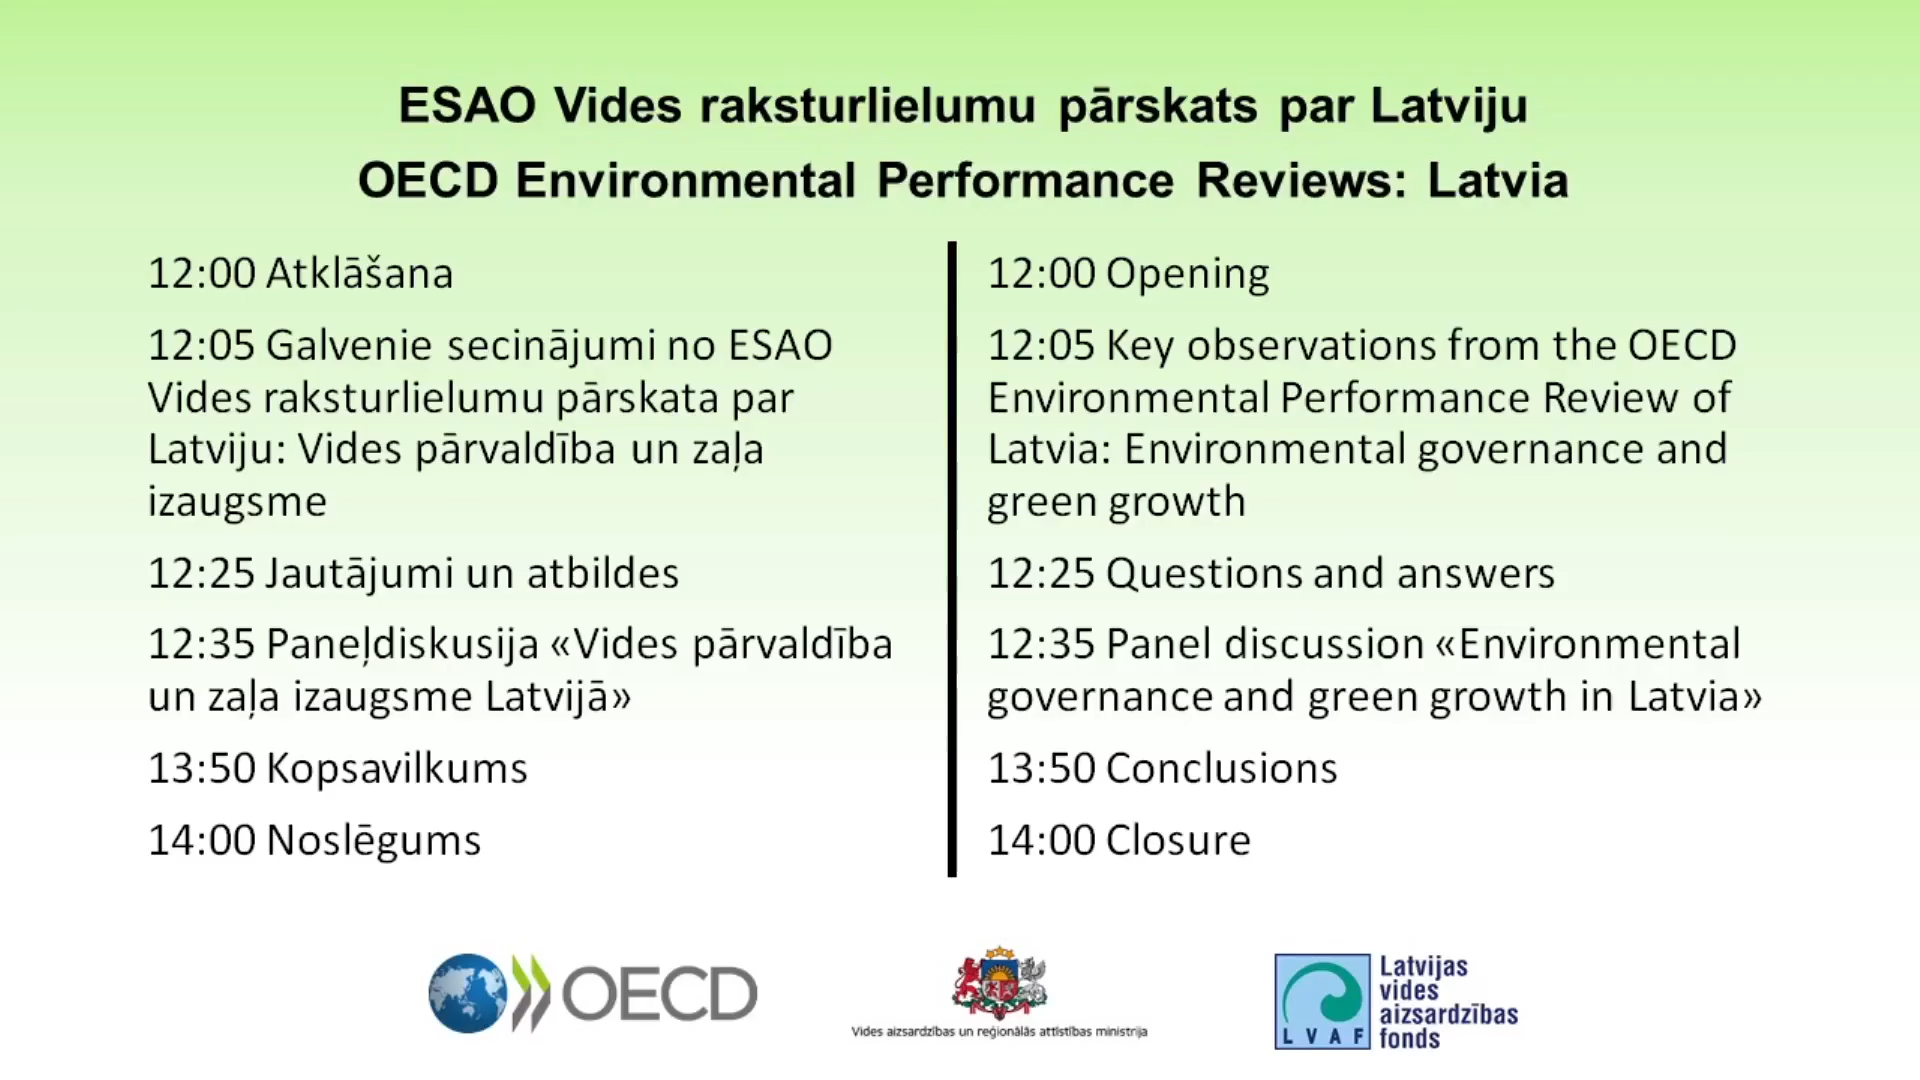 ESAO Vides raksturlielumu pārskats par Latviju
OECD Environmental Performance Reviews: Latvia
12:00 Atklāšana
12:05 Galvenie secinājumi no ESAO
Vides raksturlielumu pārskata par
Latviju: Vides pārvaldība un zaļa
izaugsme
12:25 Jautājumi un atbildes
12:35 Paneļdiskusija «Vides pārvaldība
un zaļa izaugsme Latvijā»
13:50 Kopsavilkums
14:00 Noslēgums
12:00 Opening
12:05 Key observations from the OECD
Environmental Performance Review of
Latvia: Environmental governance and
green growth
12:25 Questions and answers
12:35 Panel discussion «Environmental
governance and green growth in Latvia»
13:50 Conclusions
14:00 Closure
OECD
Vides aizsardzības un reģionālās attīstības ministrija
LVAF
Latvijas
vides
aizsardzības
fonds